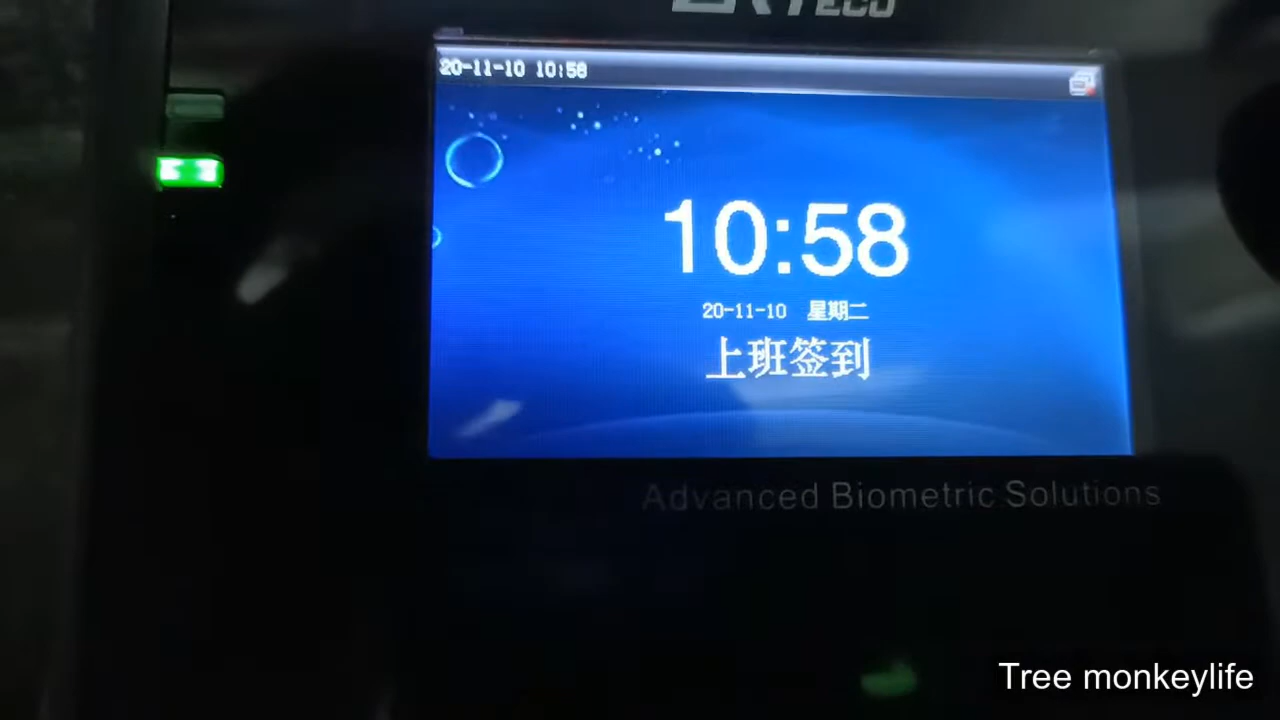 20-11-10 10:58
10:58
20-11-10 星期二
上班签到
Advanced Biometric Solutions
Tree monkeylife